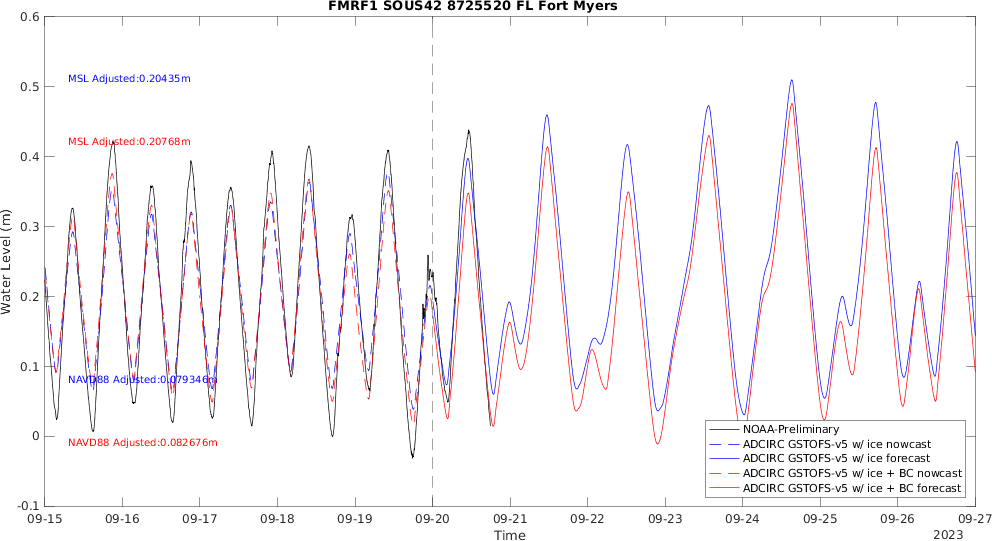 FMRF1 SOUS42 8725520 FL Fort Myers
0.6
0.5
0.4
0.3
0.2
0.1
0
-0.1
Water Level (m)
MSL Adjusted:0.20435m
MSL Adjusted:0.20768m
NAVD88 Adjusted:0.079346m
NAVD88 Adjusted:0.082676m
NOAA-Preliminary
ADCIRC GSTOFS-v5 w/ ice nowcast
ADCIRC GSTOFS-v5 w/ ice forecast
ADCIRC GSTOFS-v5 w/ ice + BC nowcast
ADCIRC GSTOFS-v5 w/ ice + BC forecast
09-15 09-16 09-17 09-18 09-19 09-20 09-21 09-22 09-23 09-24 09-25 09-26 09-27
Time
2023